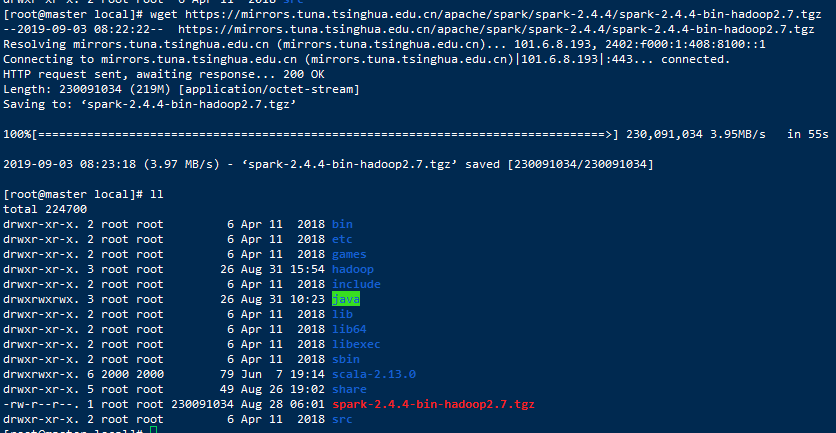 drwxr-xr-x. 2 root root 6 Apr 11 2018 src
[root@master local]# wget https://mirrors.tuna.tsinghua.edu.cn/apache/spark/spark-2.4.4/spark-2.4.4-bin-hadoop2.7.tgz
--2019-09-03 08:22:22-- https://mirrors.tuna.tsinghua.edu.cn/apache/spark/spark-2.4.4/spark-2.4.4-bin-hadoop2.7.tgz
Resolving mirrors.tuna.tsinghua.edu.cn (mirrors.tuna.tsinghua.edu.cn)... 101.6.8.193, 2402:f000:1:408:8100::1
Connecting to mirrors.tuna.tsinghua.edu.cn (mirrors.tuna.tsinghua.edu.cn)|101.6.8.193|:443... connected.
HTTP request sent, awaiting response... 200 OK
Length: 230091034 (219M) [application/octet-stream]
Saving to: ‘spark-2.4.4-bin-hadoop2.7.tgz’
100%[=========================================================================>] 230,091,034 3.95MB/s in 55s
2019-09-03 08:23:18 (3.97 MB/s) - ‘spark-2.4.4-bin-hadoop2.7.tgz’ saved [230091034/230091034]
[root@master local]# ll
total 224700
drwxr-xr-x. 2 root root 6 Apr 11 2018 bin
drwxr-xr-x. 2 root root 6 Apr 11 2018 etc
drwxr-xr-x. 2 root root 6 Apr 11 2018 games
drwxr-xr-x. 3 root root 26 Aug 31 15:54 hadoop
drwxr-xr-x. 2 root root 6 Apr 11 2018 include
drwxrwxrwx. 3 root root 26 Aug 31 10:23 java
drwxr-xr-x. 2 root root 6 Apr 11 2018 lib
drwxr-xr-x. 2 root root 6 Apr 11 2018 lib64
drwxr-xr-x. 2 root root 6 Apr 11 2018 libexec
drwxr-xr-x. 2 root root 6 Apr 11 2018 sbin
drwxrwxr-x. 6 2000 2000 79 Jun 7 19:14 scala-2.13.0
drwxr-xr-x. 5 root root 49 Aug 26 19:02 share
-rw-r--r--. 1 root root 230091034 Aug 28 06:01 spark-2.4.4-bin-hadoop2.7.tgz
drwxr-xr-x. 2 root root 6 Apr 11 2018 src
[root@master local]#